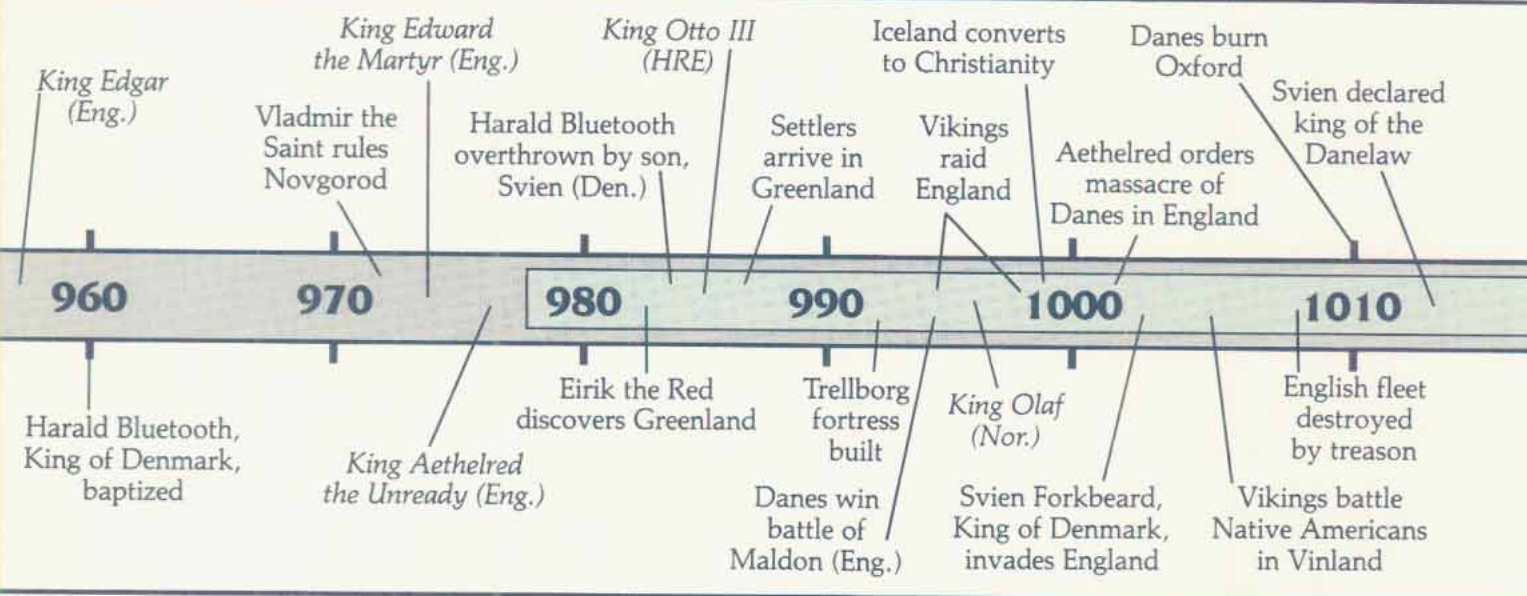 King Edgar
(Eng.)
Vladmir the
Saint rules
Novgorod
King Edward
the Martyr (Eng.)
Harald Bluetooth
overthrown by son,
Svien (Den.)
King Otto III
(HRE)
Settlers
arrive in
Greenland
Vikings
raid
England
Iceland converts
to Christianity
Aethelred orders
massacre of
Danes in England
Danes burn
Oxford
Svien declared
king of the
Danelaw
960
970
980
990
1000
1010
Harald Bluetooth,
King of Denmark,
baptized
King Aethelred
the Unready (Eng.)
Eirik the Red
discovers Greenland
Trellborg
fortress
built
Danes win
battle of
Maldon (Eng.)
King Olaf
(Nor.)
Svien Forkbeard,
King of Denmark,
invades England
Vikings battle
Native Americans
in Vinland
English fleet
destroyed
by treason